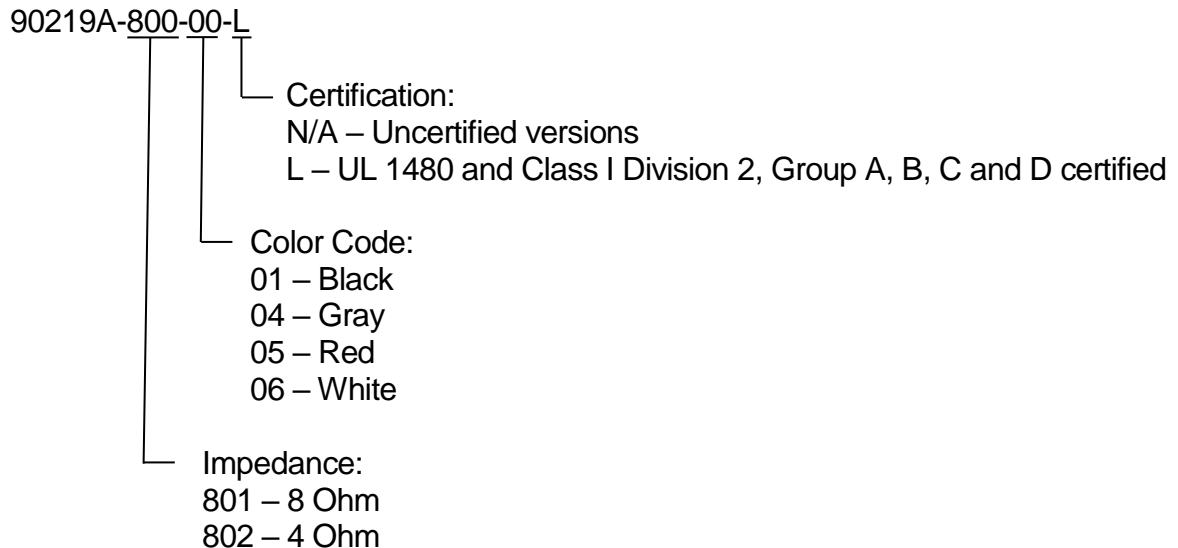 90219A-800-00-L
Certification:
N/A – Uncertified versions
L – UL 1480 and Class I Division 2, Group A, B, C and D certified
Color Code:
01 – Black
04 – Gray
05 – Red
06 – White
Impedance:
801 – 8 Ohm
802 – 4 Ohm